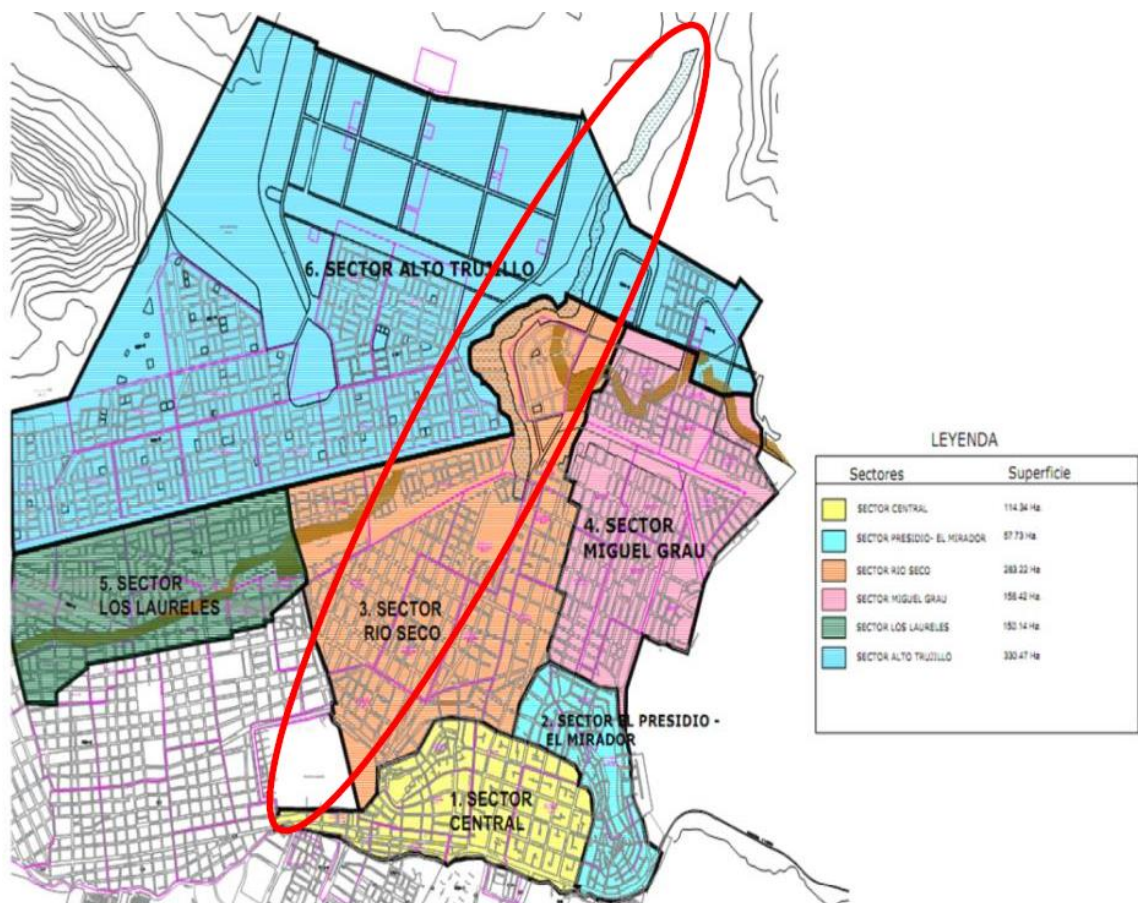 6. SECTOR ALTO TRUJILLO
4. SECTOR
MIGUEL GRAU
5. SECTOR
LOS LAURELES
3. SECTOR
RIO SECO
2. SECTOR EL PRESIDIO -
EL MIRADOR
1. SECTOR
CENTRAL
LEYENDA
Sectores Superficie
SECTOR CENTRAL 114.34 Ha
SECTOR PRESIDIO- EL MIRADOR 57.73 Ha
SECTOR RIO SECO 263.22 Ha
SECTOR MIGUEL GRAU 156.42 Ha
SECTOR LOS LAURELES 150.14 Ha
SECTOR ALTO TRUJILLO 330.47 Ha